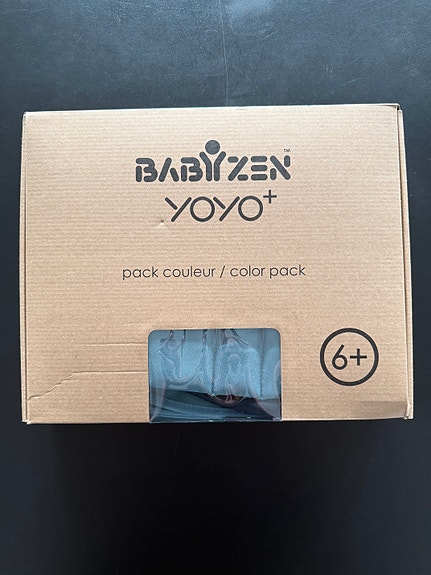 BABYZEN™
YOYO+
pack couleur / color pack
6+